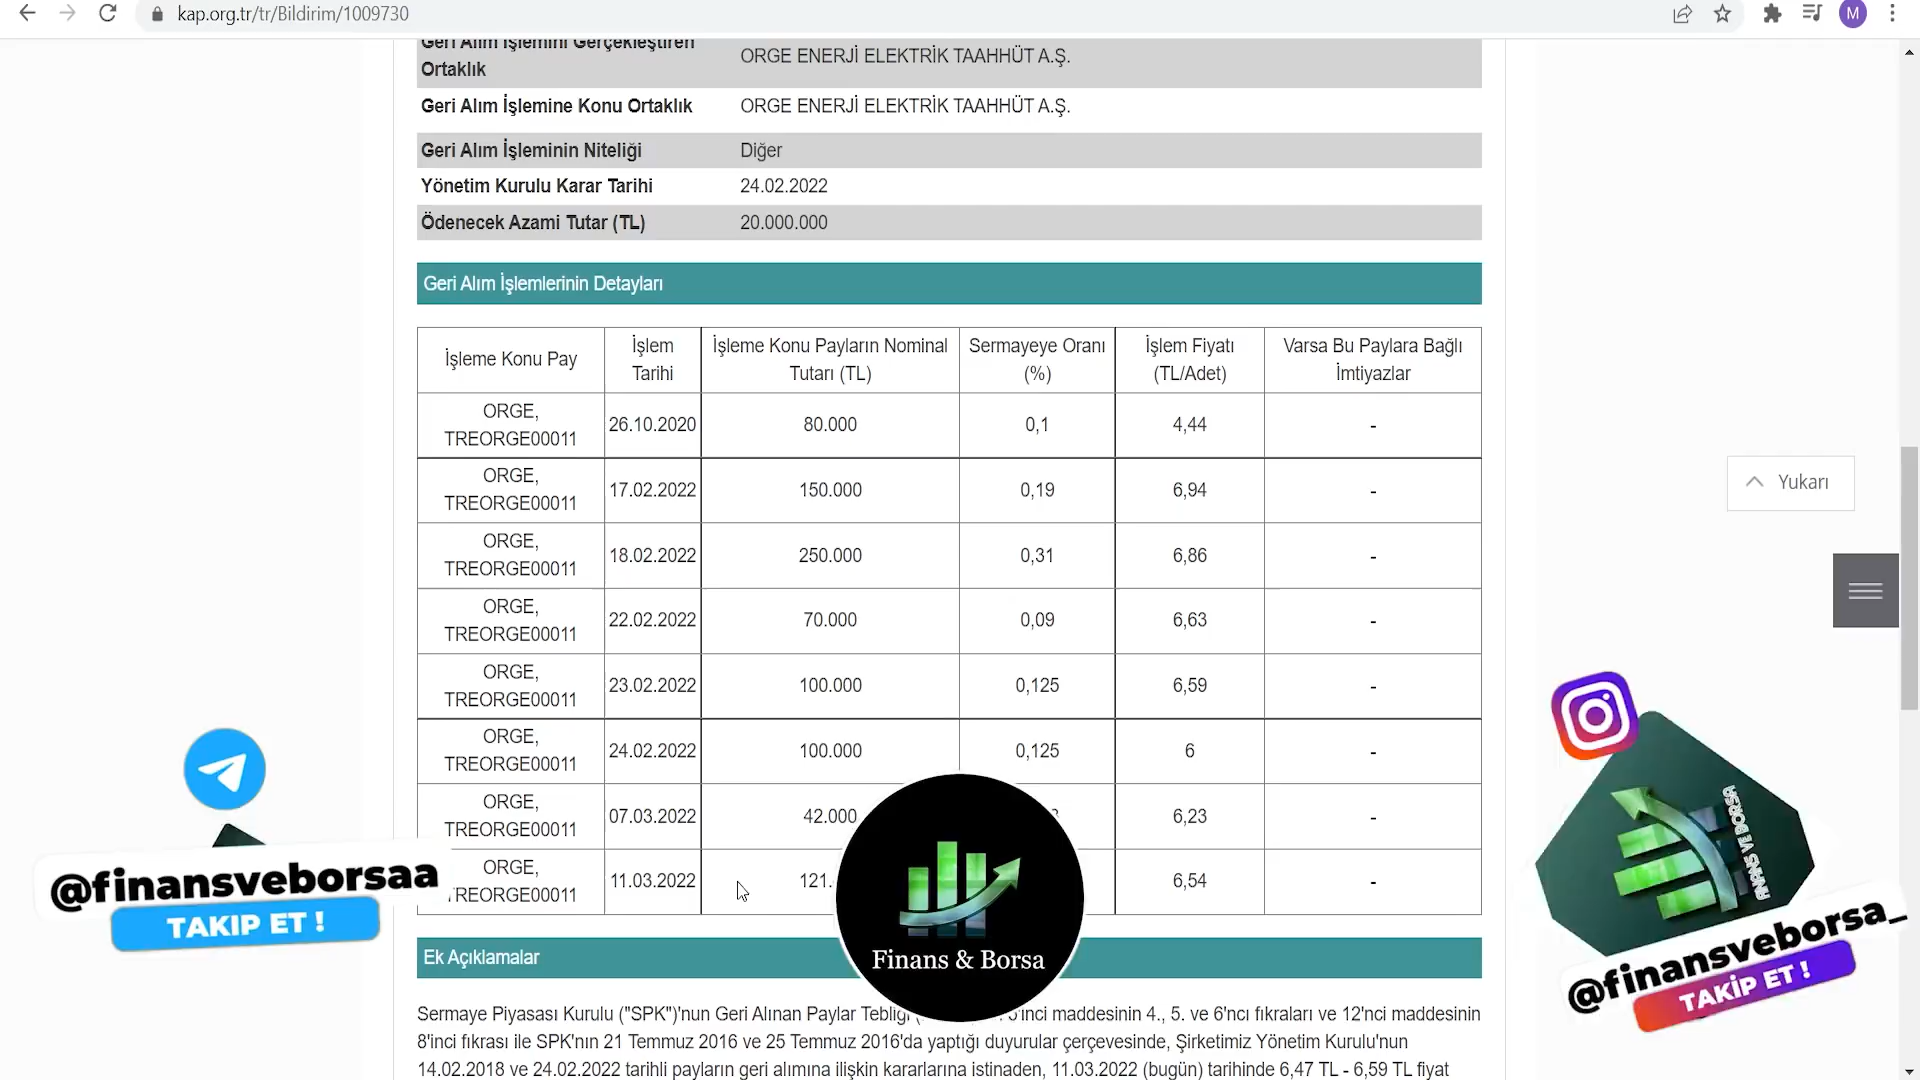 kap.org.tr/tr/Bildirim/1009730
M
Geri Alım İşlemini Gerçekleştiren
Ortaklık
ORGE ENERJİ ELEKTRİK TAAHHÜT A.Ş.
Geri Alım İşlemine Konu Ortaklık
ORGE ENERJİ ELEKTRİK TAAHHÜT A.Ş.
Geri Alım İşleminin Niteliği
Diğer
Yönetim Kurulu Karar Tarihi
24.02.2022
Ödenecek Azami Tutar (TL)
20.000.000
Geri Alım İşlemlerinin Detayları
İşleme Konu Pay
İşlem
Tarihi
İşleme Konu Payların Nominal
Tutarı (TL)
Sermayeye Oranı
(%)
İşlem Fiyatı
(TL/Adet)
Varsa Bu Paylara Bağlı
İmtiyazlar
ORGE,
TREORGE00011
26.10.2020
80.000
0,1
4,44
-
ORGE,
TREORGE00011
17.02.2022
150.000
0,19
6,94
-
ORGE,
TREORGE00011
18.02.2022
250.000
0,31
6,86
-
ORGE,
TREORGE00011
22.02.2022
70.000
0,09
6,63
-
ORGE,
TREORGE00011
23.02.2022
100.000
0,125
6,59
-
ORGE,
TREORGE00011
24.02.2022
100.000
0,125
6
-
ORGE,
TREORGE00011
07.03.2022
42.000
6,23
-
ORGE,
TREORGE00011
11.03.2022
121.
6,54
-
Yukarı
@finansveborsaa
TAKIP ET !
Finans & Borsa
FINANS VE BORSA
@finansveborsa_
TAKİP ET !
Ek Açıklamalar
Sermaye Piyasası Kurulu ("SPK")'nun Geri Alınan Paylar Tebliği maddesinin 4., 5. ve 6'ncı fıkraları ve 12'nci maddesinin
8'inci fıkrası ile SPK'nın 21 Temmuz 2016 ve 25 Temmuz 2016'da yaptığı duyurular çerçevesinde, Şirketimiz Yönetim Kurulu'nun
14.02.2018 ve 24.02.2022 tarihli payların geri alımına ilişkin kararlarına istinaden, 11.03.2022 (bugün) tarihinde 6,47 TL - 6,59 TL fiyat